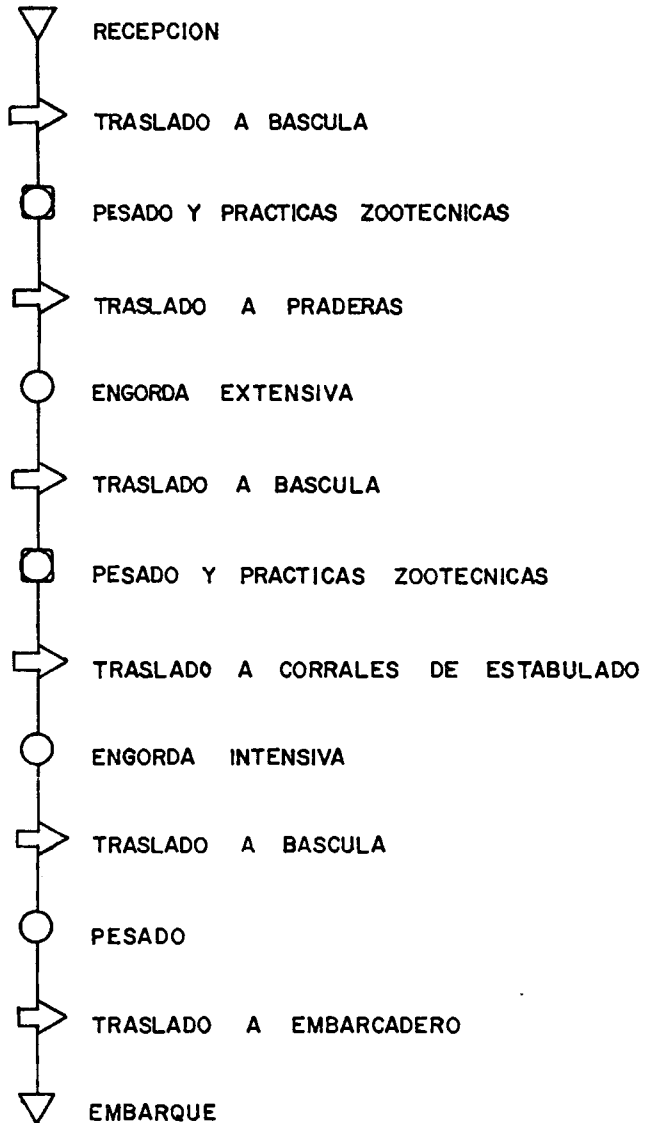 RECEPCION
TRASLADO A BASCULA
PESADO Y PRACTICAS ZOOTECNICAS
TRASLADO A PRADERAS
ENGORDA EXTENSIVA
TRASLADO A BASCULA
PESADO Y PRACTICAS ZOOTECNICAS
TRASLADO A CORRALES DE ESTABULADO
ENGORDA INTENSIVA
TRASLADO A BASCULA
PESADO
TRASLADO A EMBARCADERO
EMBARQUE